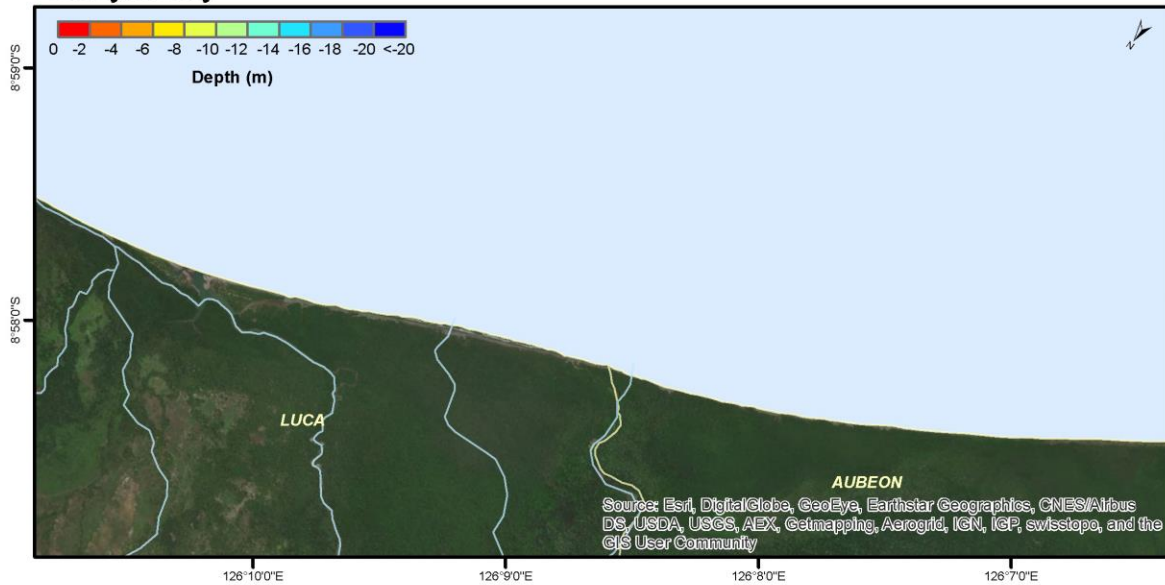 0 -2 -4 -6 -8 -10 -12 -14 -16 -18 -20 <-20
Depth (m)
N
8°59'0"S
8°58'0"S
LUCA
AUBEON
Source: Esri, DigitalGlobe, GeoEye, Earthstar Geographics, CNES/Airbus
DS, USDA, USGS, AEX, Getmapping, Aerogrid, IGN, IGP, swisstopo, and the
GIS User Community
126°10'0"E 126°9'0"E 126°8'0"E 126°7'0"E